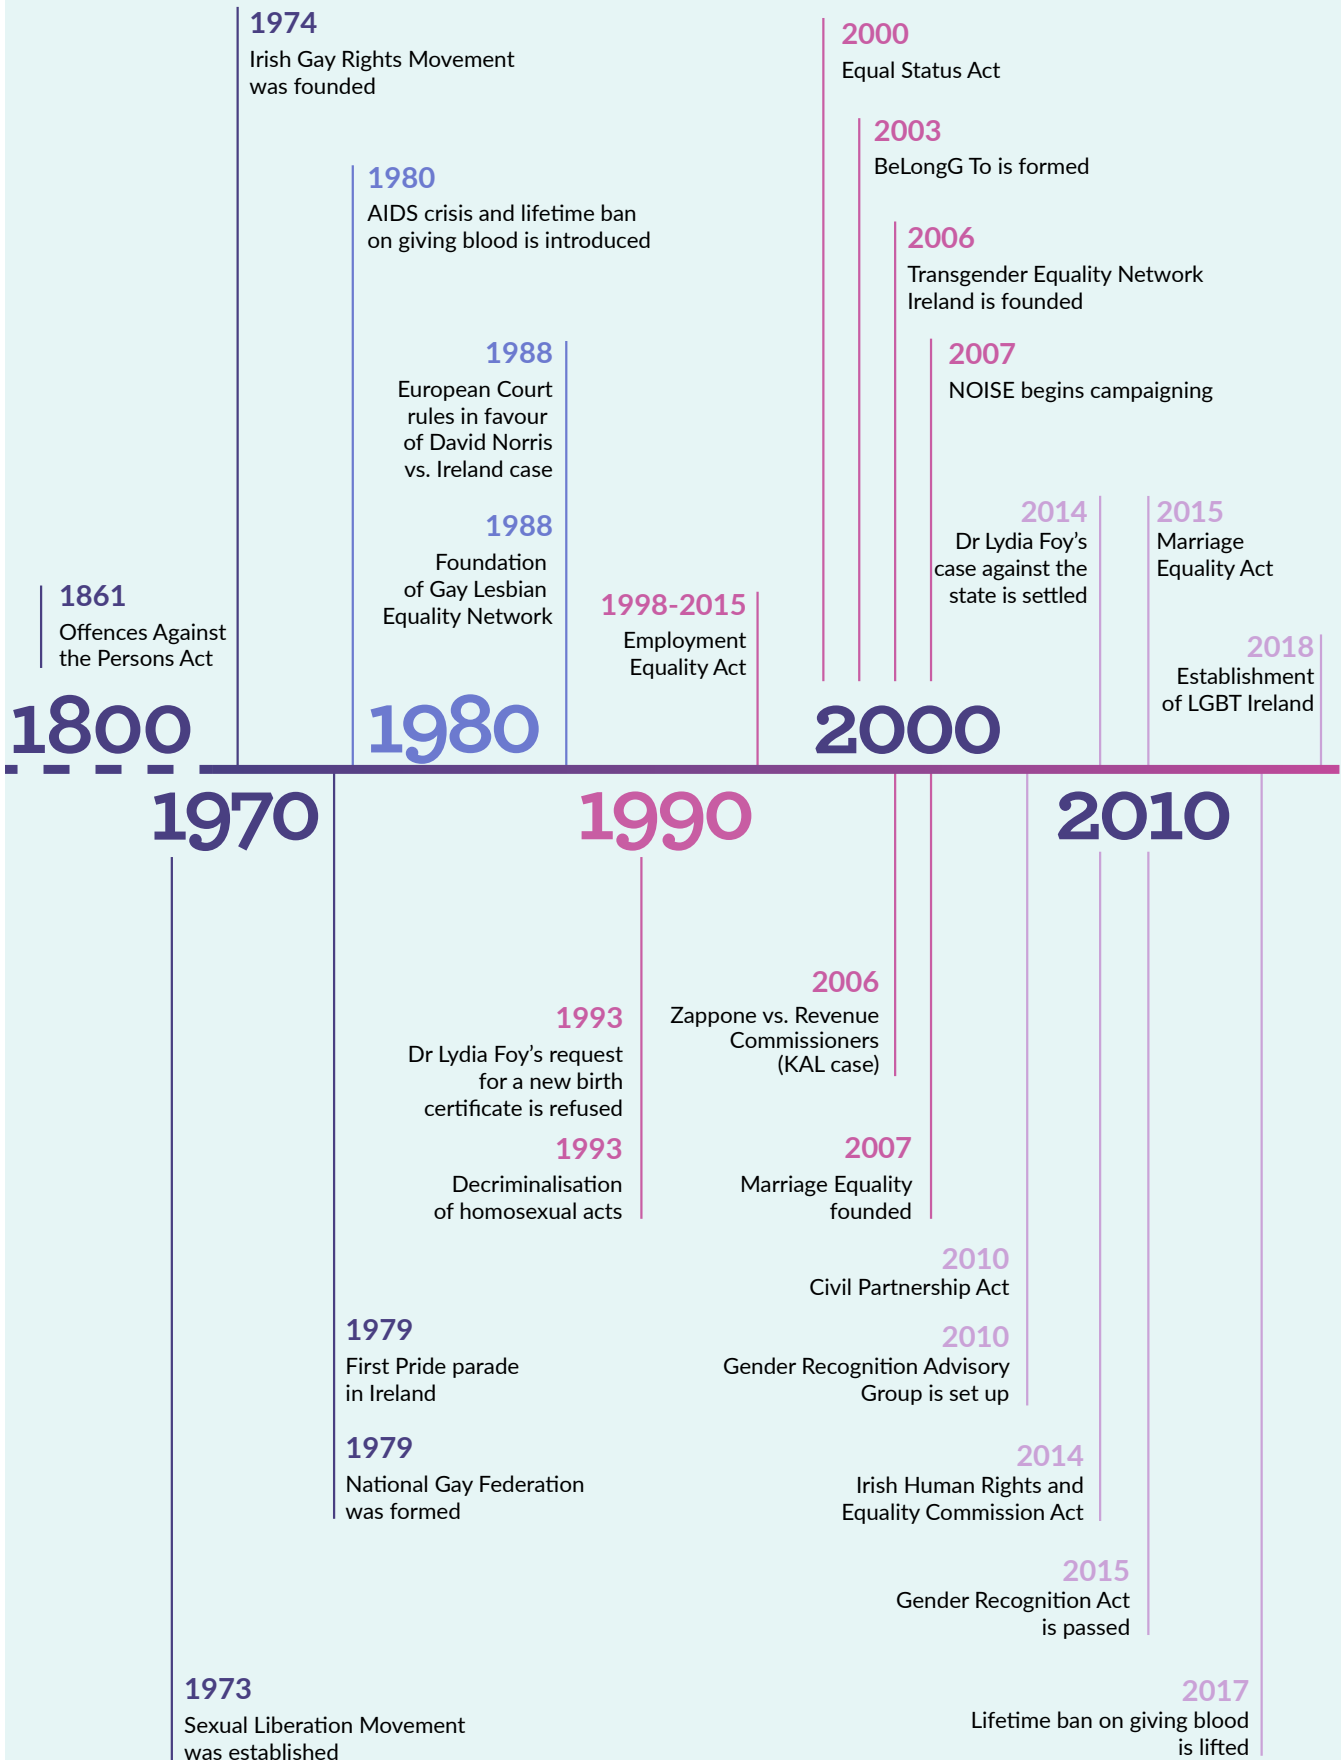 1974
Irish Gay Rights Movement
was founded
2000
Equal Status Act
2003
BeLonG To is formed
1980
AIDS crisis and lifetime ban
on giving blood is introduced
2006
Transgender Equality Network
Ireland is founded
1988
European Court
rules in favour
of David Norris
vs. Ireland case
2007
NOISE begins campaigning
1988
Foundation
of Gay Lesbian
Equality Network
2014
Dr Lydia Foy's
case against the
state is settled
2015
Marriage
Equality Act
1861
Offences Against
the Persons Act
1998-2015
Employment
Equality Act
2018
Establishment
of LGBT Ireland
1800
1980
2000
1970
1990
2010
1993
Dr Lydia Foy's request
for a new birth
certificate is refused
2006
Zappone vs. Revenue
Commissioners
(KAL case)
1993
Decriminalisation
of homosexual acts
2007
Marriage Equality
founded
2010
Civil Partnership Act
1979
First Pride parade
in Ireland
2010
Gender Recognition Advisory
Group is set up
1979
National Gay Federation
was formed
2014
Irish Human Rights and
Equality Commission Act
2015
Gender Recognition Act
is passed
1973
Sexual Liberation Movement
was established
2017
Lifetime ban on giving blood
is lifted